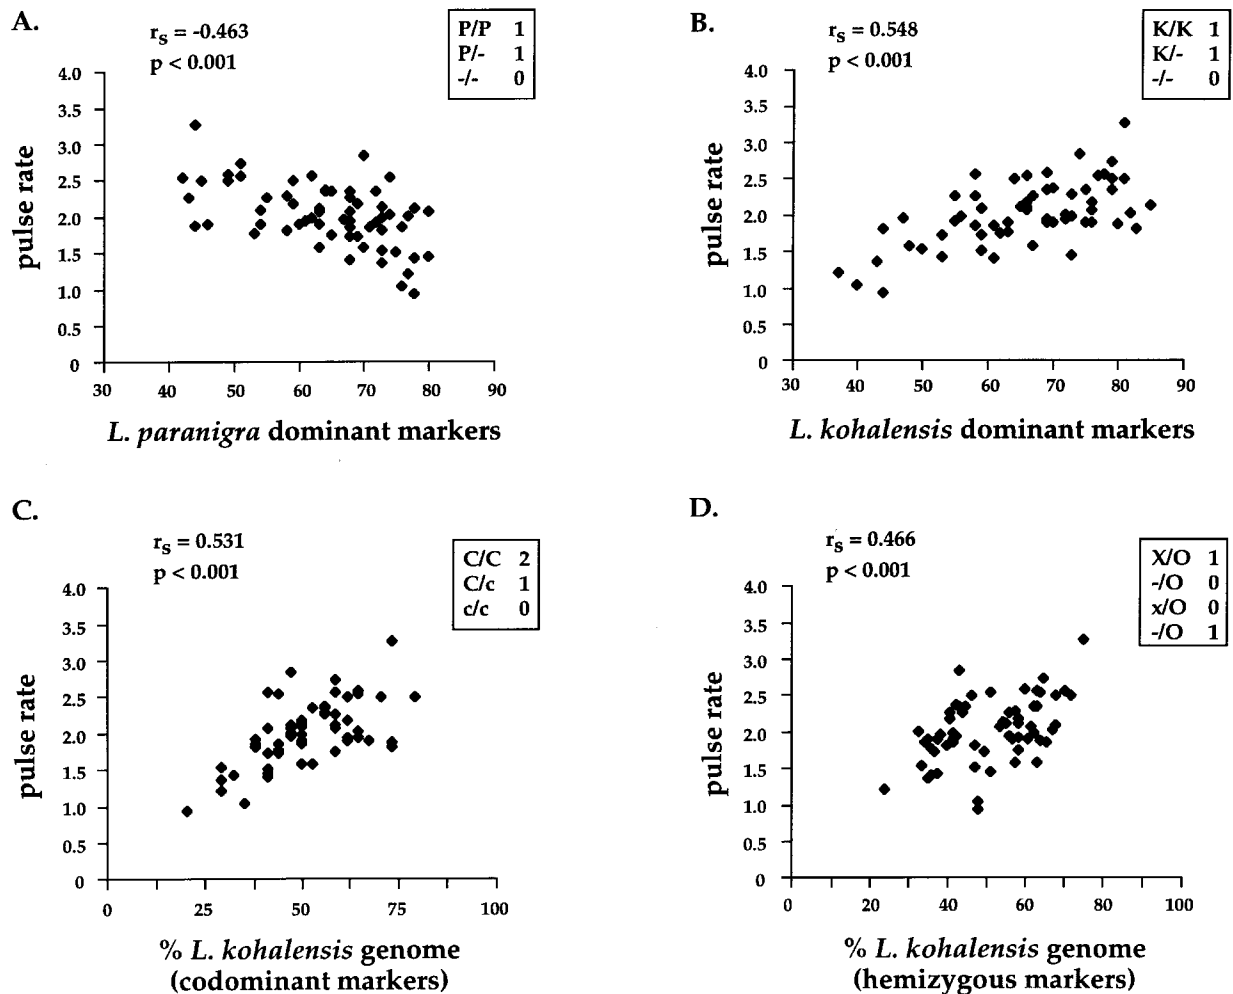 A.
r_s = -0.463
p < 0.001
P/P 1
P/- 1
-/- 0
4.0
3.5
3.0
2.5
2.0
1.5
1.0
0.5
0
pulse rate
30 40 50 60 70 80 90
L. paranigra dominant markers
B.
r_s = 0.548
p < 0.001
K/K 1
K/- 1
-/- 0
4.0
3.5
3.0
2.5
2.0
1.5
1.0
0.5
0
pulse rate
30 40 50 60 70 80 90
L. kohalensis dominant markers
C.
r_s = 0.531
p < 0.001
C/C 2
C/c 1
c/c 0
4.0
3.5
3.0
2.5
2.0
1.5
1.0
0.5
0
pulse rate
0 25 50 75 100
% L. kohalensis genome
(codominant markers)
D.
r_s = 0.466
p < 0.001
X/O 1
-/O 0
x/O 0
-/O 1
4.0
3.5
3.0
2.5
2.0
1.5
1.0
0.5
0
pulse rate
0 20 40 60 80 100
% L. kohalensis genome
(hemizygous markers)